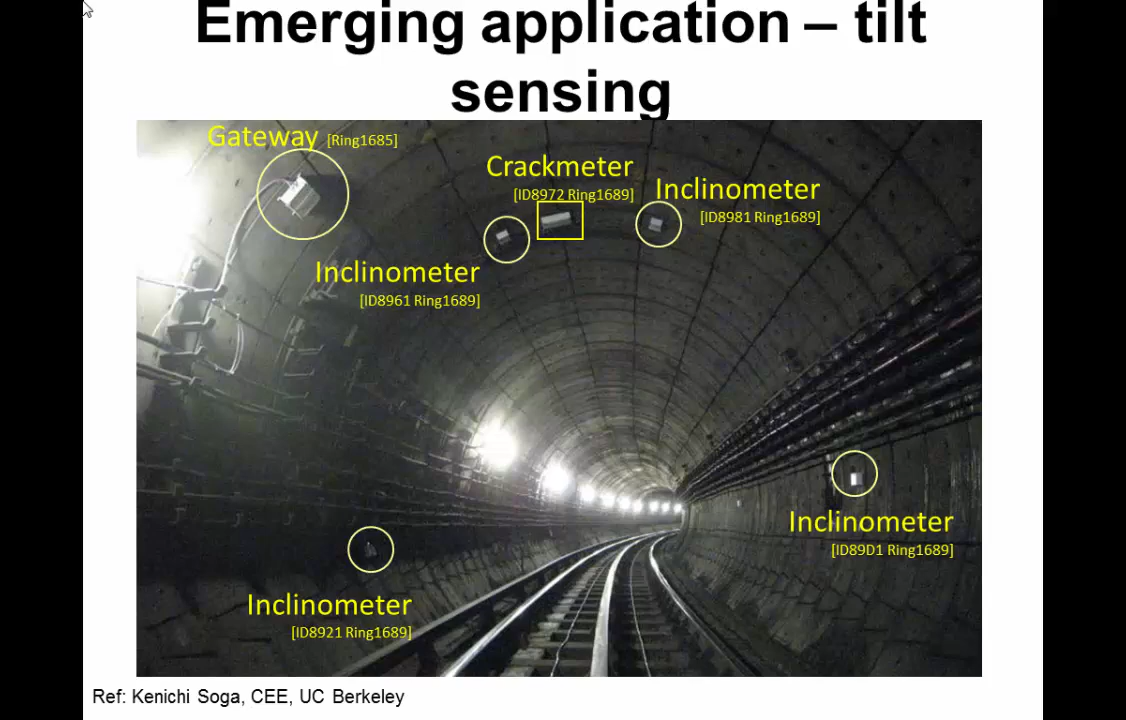 Emerging application – tilt
sensing
Gateway [Ring1685]
Crackmeter
[ID8972 Ring1689]
Inclinometer
[ID8981 Ring1689]
Inclinometer
[ID8961 Ring1689]
Inclinometer
[ID89D1 Ring1689]
Inclinometer
[ID8921 Ring1689]
Ref: Kenichi Soga, CEE, UC Berkeley